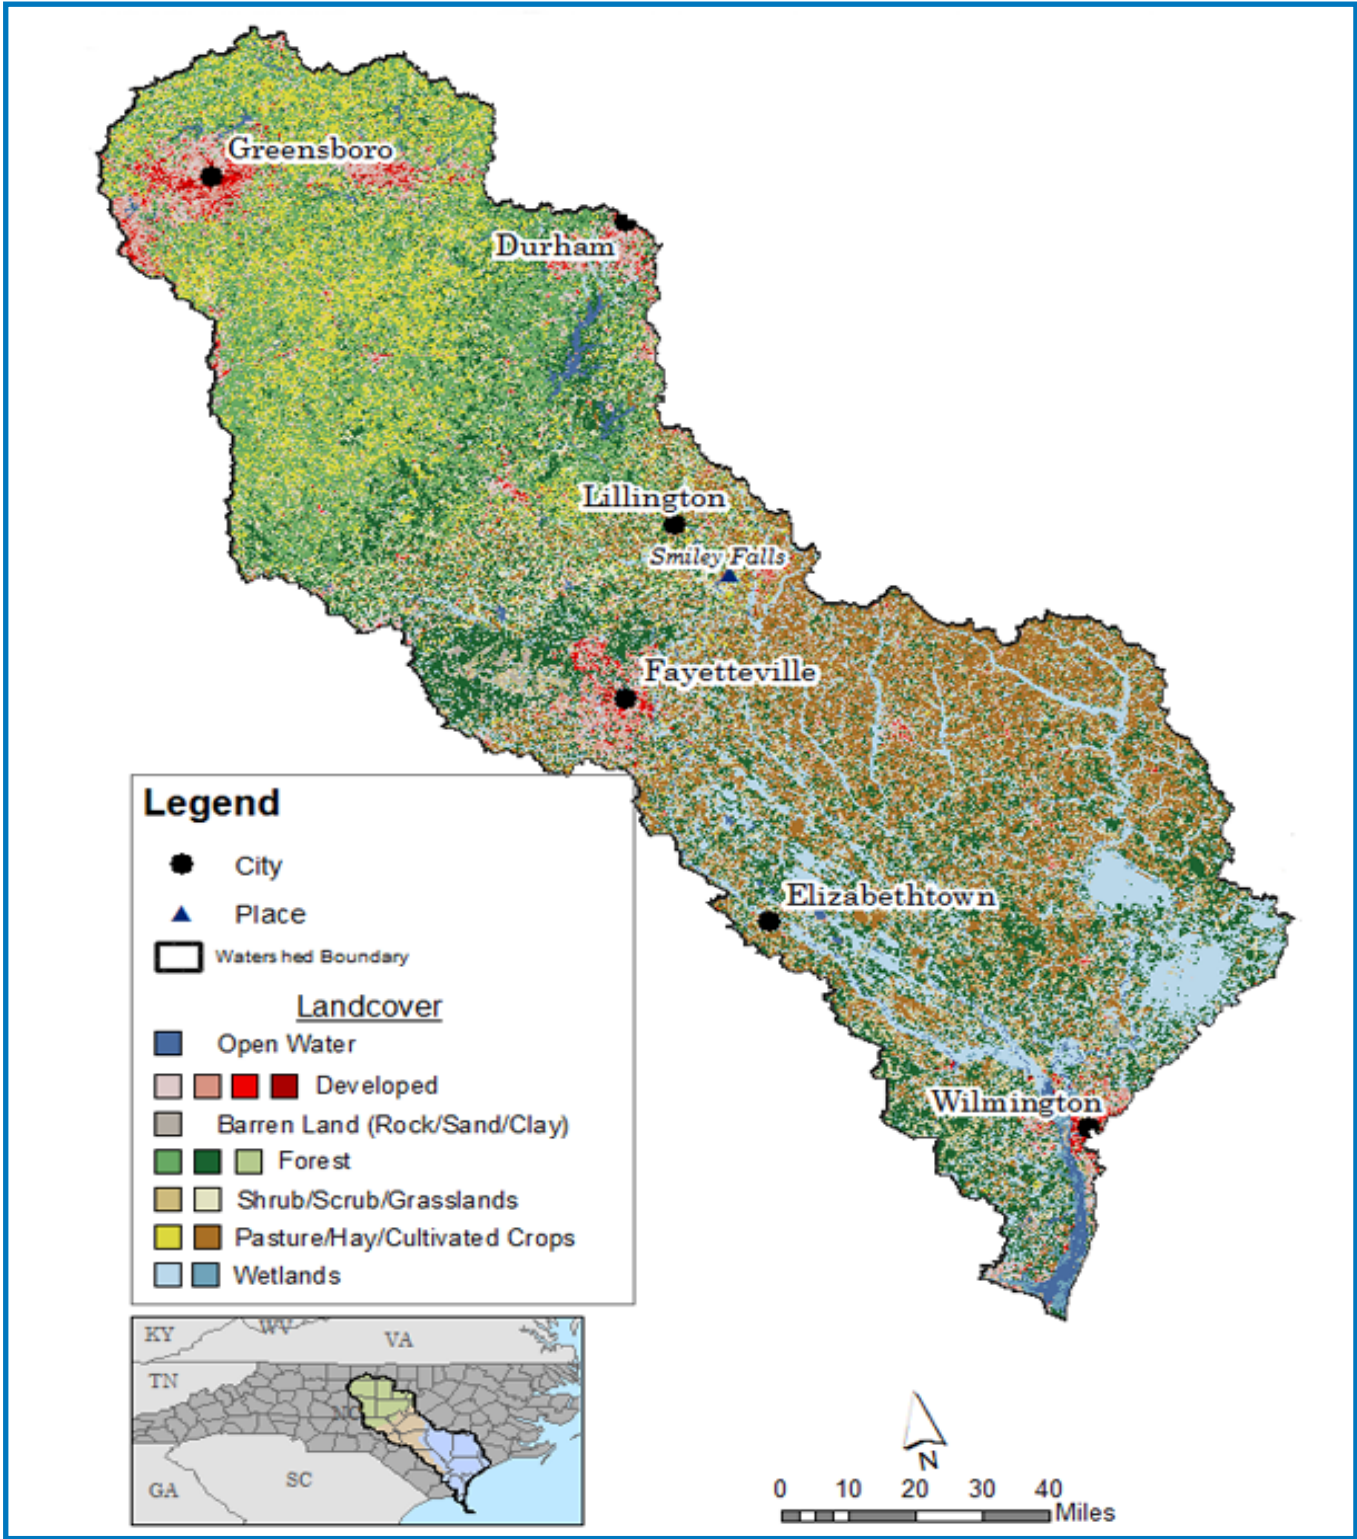 Greensboro
Durham
Lillington
Smiley Falls
Fayetteville
Elizabethtown
Wilmington
Legend
City
Place
Watershed Boundary
Landcover
Open Water
Developed
Barren Land (Rock/Sand/Clay)
Forest
Shrub/Scrub/Grasslands
Pasture/Hay/Cultivated Crops
Wetlands
KY
WV
VA
TN
NC
GA
SC
N
0 10 20 30 40
Miles